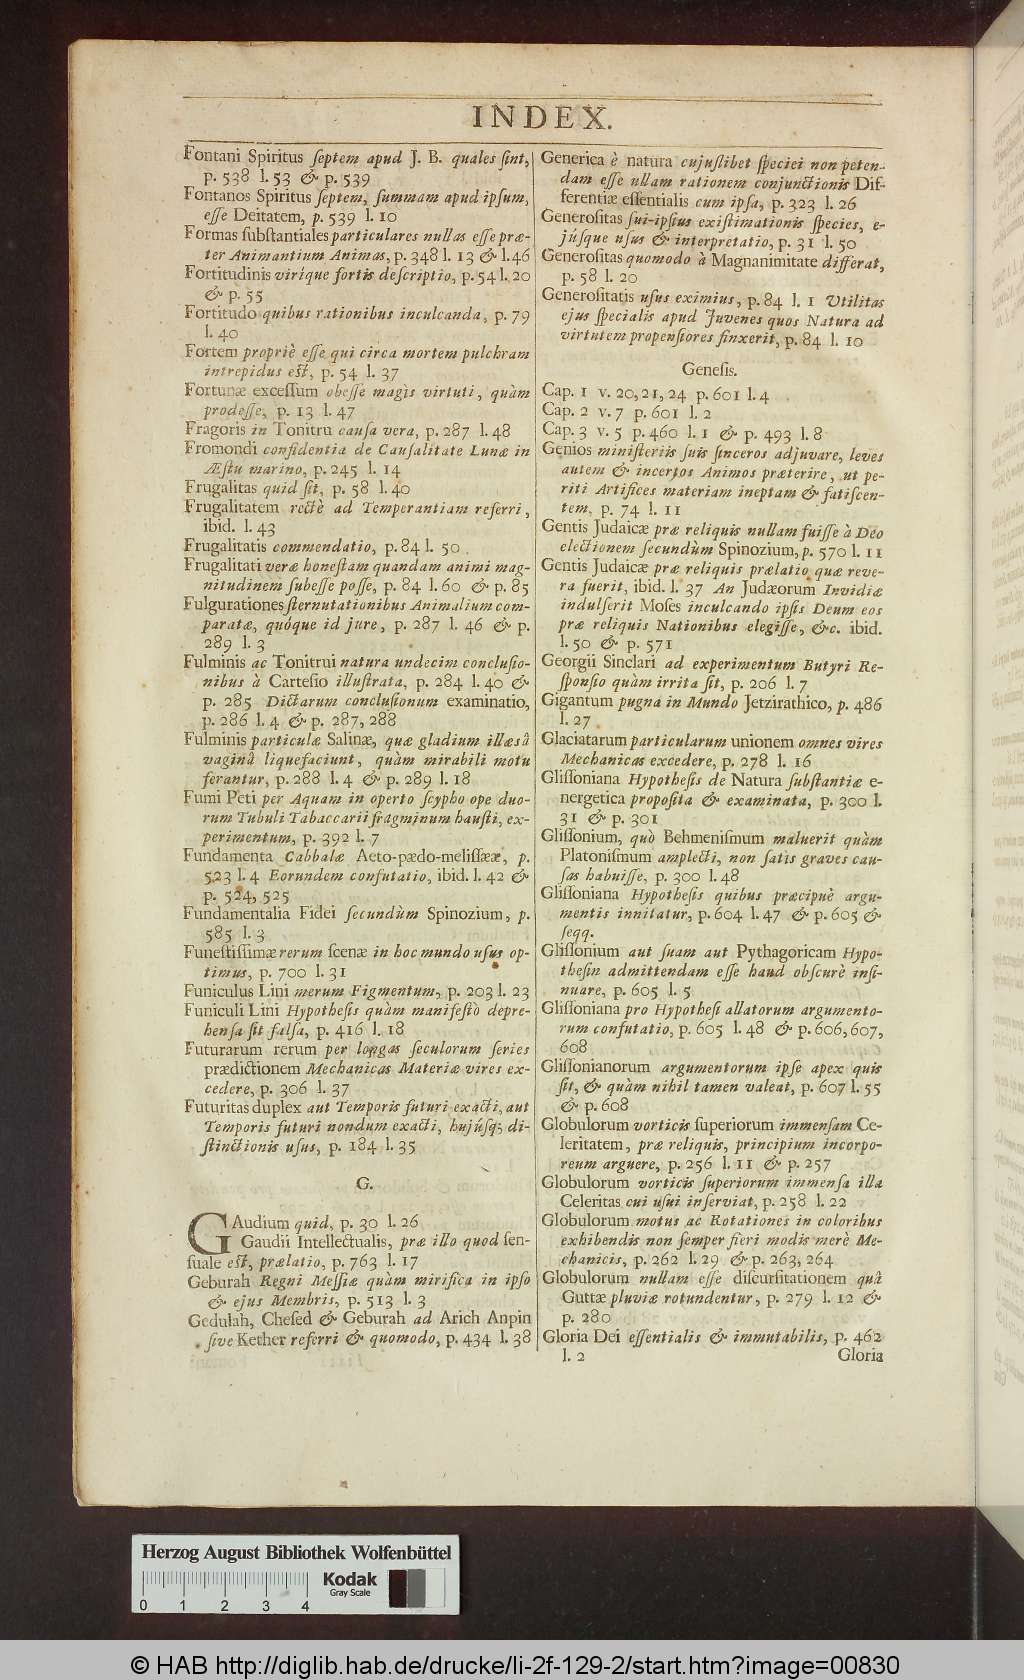 INDEX.
Fontani Spiritus ſeptem apud J. B. quales ſint,
p. 538 l. 53 & p. 539
Fontanos Spiritus ſeptem, ſummam apud ipſum,
eſſe Deitatem, p. 539 l. 10
Formas ſubſtantiales particulares nullas eſſe præ-
ter Animantium Animas, p. 348 l. 13 & l. 46
Fortitudinis viríque fortis deſcriptio, p. 54 l. 20
& p. 55
Fortitudo quibus rationibus inculcanda, p. 79
l. 40
Fortem propriè eſſe qui circa mortem pulchram
intrepidus eſt, p. 54 l. 37
Fortunæ exceſſum obeſſe magìs virtuti, quàm
prodeſſe, p. 13 l. 47
Fragoris in Tonitru cauſa vera, p. 287 l. 48
Fromondi confidentia de Cauſalitate Lunæ in
Æſtu marino, p. 245 l. 14
Frugalitas quid ſit, p. 58 l. 40
Frugalitatem rectè ad Temperantiam referri,
ibid. l. 43
Frugalitatis commendatio, p. 84 l. 50
Frugalitati veræ honeſtam quandam animi mag-
nitudinem ſubeſſe poſſe, p. 84 l. 60 & p. 85
Fulgurationes ſternutationibus Animalium com-
paratæ, quóque id jure, p. 287 l. 46 & p.
289 l. 3
Fulminis ac Tonitrui natura undecim concluſio-
nibus à Carteſio illuſtrata, p. 284 l. 40 &
p. 285 Dictarum concluſionum examinatio,
p. 286 l. 4 & p. 287, 288
Fulminis particulæ Salinæ, quæ gladium illæsâ
vaginâ liquefaciunt, quàm mirabili motu
ferantur, p. 288 l. 4 & p. 289 l. 18
Fumi Peti per Aquam in operto ſcypho ope duo-
rum Tubuli Tabaccarii fragminum hauſti, ex-
perimentum, p. 392 l. 7
Fundamenta Cabbalæ Aeto-pædo-meliſſææ, p.
523 l. 4 Eorundem confutatio, ibid. l. 42 &
p. 524, 525
Fundamentalia Fidei ſecundùm Spinozium, p.
585 l. 3
Funeſtiſſimæ rerum ſcenæ in hoc mundo uſus op-
timus, p. 700 l. 31
Funiculus Lini merum Figmentum, p. 203 l. 23
Funiculi Lini Hypotheſis quàm manifeſtò depre-
henſa ſit falſa, p. 416 l. 18
Futurarum rerum per longas ſeculorum ſeries
prædictionem Mechanicas Materiæ vires ex-
cedere, p. 306 l. 37
Futuritas duplex aut Temporis futuri exacti, aut
Temporis futuri nondum exacti, hujúſq; di-
ſtinctionis uſus, p. 184 l. 35
G.
GAudium quid, p. 30 l. 26
Gaudii Intellectualis, præ illo quod ſen-
ſuale eſt, prælatio, p. 763 l. 17
Geburah Regni Meſſiæ quàm mirifica in ipſo
& ejus Membris, p. 513 l. 3
Gedulah, Cheſed & Geburah ad Arich Anpin
ſive Kether referri & quomodo, p. 434 l. 38
Generica è natura cujuſlibet ſpeciei non peten-
dam eſſe ullam rationem conjunctionis Dif-
ferentiæ eſſentialis cum ipſa, p. 323 l. 26
Generoſitas ſui-ipſius exiſtimationis ſpecies, e-
júſque uſus & interpretatio, p. 31 l. 50
Generoſitas quomodo à Magnanimitate differat,
p. 58 l. 20
Generoſitatis uſus eximius, p. 84 l. 1 Utilitas
ejus ſpecialis apud Juvenes quos Natura ad
virtutem propenſiores finxerit, p. 84 l. 10
Geneſis.
Cap. 1 v. 20, 21, 24 p. 601 l. 4
Cap. 2 v. 7 p. 601 l. 2
Cap. 3 v. 5 p. 460 l. 1 & p. 493 l. 8
Genios miniſteriis ſuis ſinceros adjuvare, leves
autem & incertos Animos præterire, ut pe-
riti Artifices materiam ineptam & fatiſcen-
tem, p. 74 l. 11
Gentis Judaicæ præ reliquis nullam fuiſſe à Deo
electionem ſecundùm Spinozium, p. 570 l. 11
Gentis Judaicæ præ reliquis prælatio quæ reve-
ra fuerit, ibid. l. 37 An Judæorum Invidiæ
indulſerit Moſes inculcando ipſis Deum eos
præ reliquis Nationibus elegiſſe, &c. ibid.
l. 50 & p. 571
Georgii Sinclari ad experimentum Butyri Re-
ſponſio quàm irrita ſit, p. 206 l. 7
Gigantum pugna in Mundo Jetzirathico, p. 486
l. 27
Glaciatarum particularum unionem omnes vires
Mechanicas excedere, p. 278 l. 16
Gliſſoniana Hypotheſis de Natura ſubſtantiæ e-
nergetica propoſita & examinata, p. 300 l.
31 & p. 301
Gliſſonium, quò Behmeniſmum maluerit quàm
Platoniſmum amplecti, non ſatis graves cau-
ſas habuiſſe, p. 300 l. 48
Gliſſoniana Hypotheſis quibus præcipuè argu-
mentis innitatur, p. 604 l. 47 & p. 605 &
ſeqq.
Gliſſonium aut ſuam aut Pythagoricam Hypo-
theſin admittendam eſſe haud obſcurè inſi-
nuare, p. 605 l. 5
Gliſſoniana pro Hypotheſi allatorum argumento-
rum confutatio, p. 605 l. 48 & p. 606, 607,
608
Gliſſonianorum argumentorum ipſe apex quis
ſit, & quàm nihil tamen valeat, p. 607 l. 55
& p. 608
Globulorum vorticis ſuperiorum immenſam Ce-
leritatem, præ reliquis, principium incorpo-
reum arguere, p. 256 l. 11 & p. 257
Globulorum vorticis ſuperiorum immenſa illa
Celeritas cui uſui inſerviat, p. 258 l. 22
Globulorum motus ac Rotationes in coloribus
exhibendis non ſemper fieri modis merè Me-
chanicis, p. 262 l. 29 & p. 263, 264
Globulorum nullam eſſe diſcurſitationem quâ
Guttæ pluviæ rotundentur, p. 279 l. 12 &
p. 280
Gloria Dei eſſentialis & immutabilis, p. 462
l. 2
Gloria
Herzog August Bibliothek Wolfenbüttel
Kodak
Gray Scale
0 1 2 3 4
© HAB http://diglib.hab.de/drucke/li-2f-129-2/start.htm?image=00830